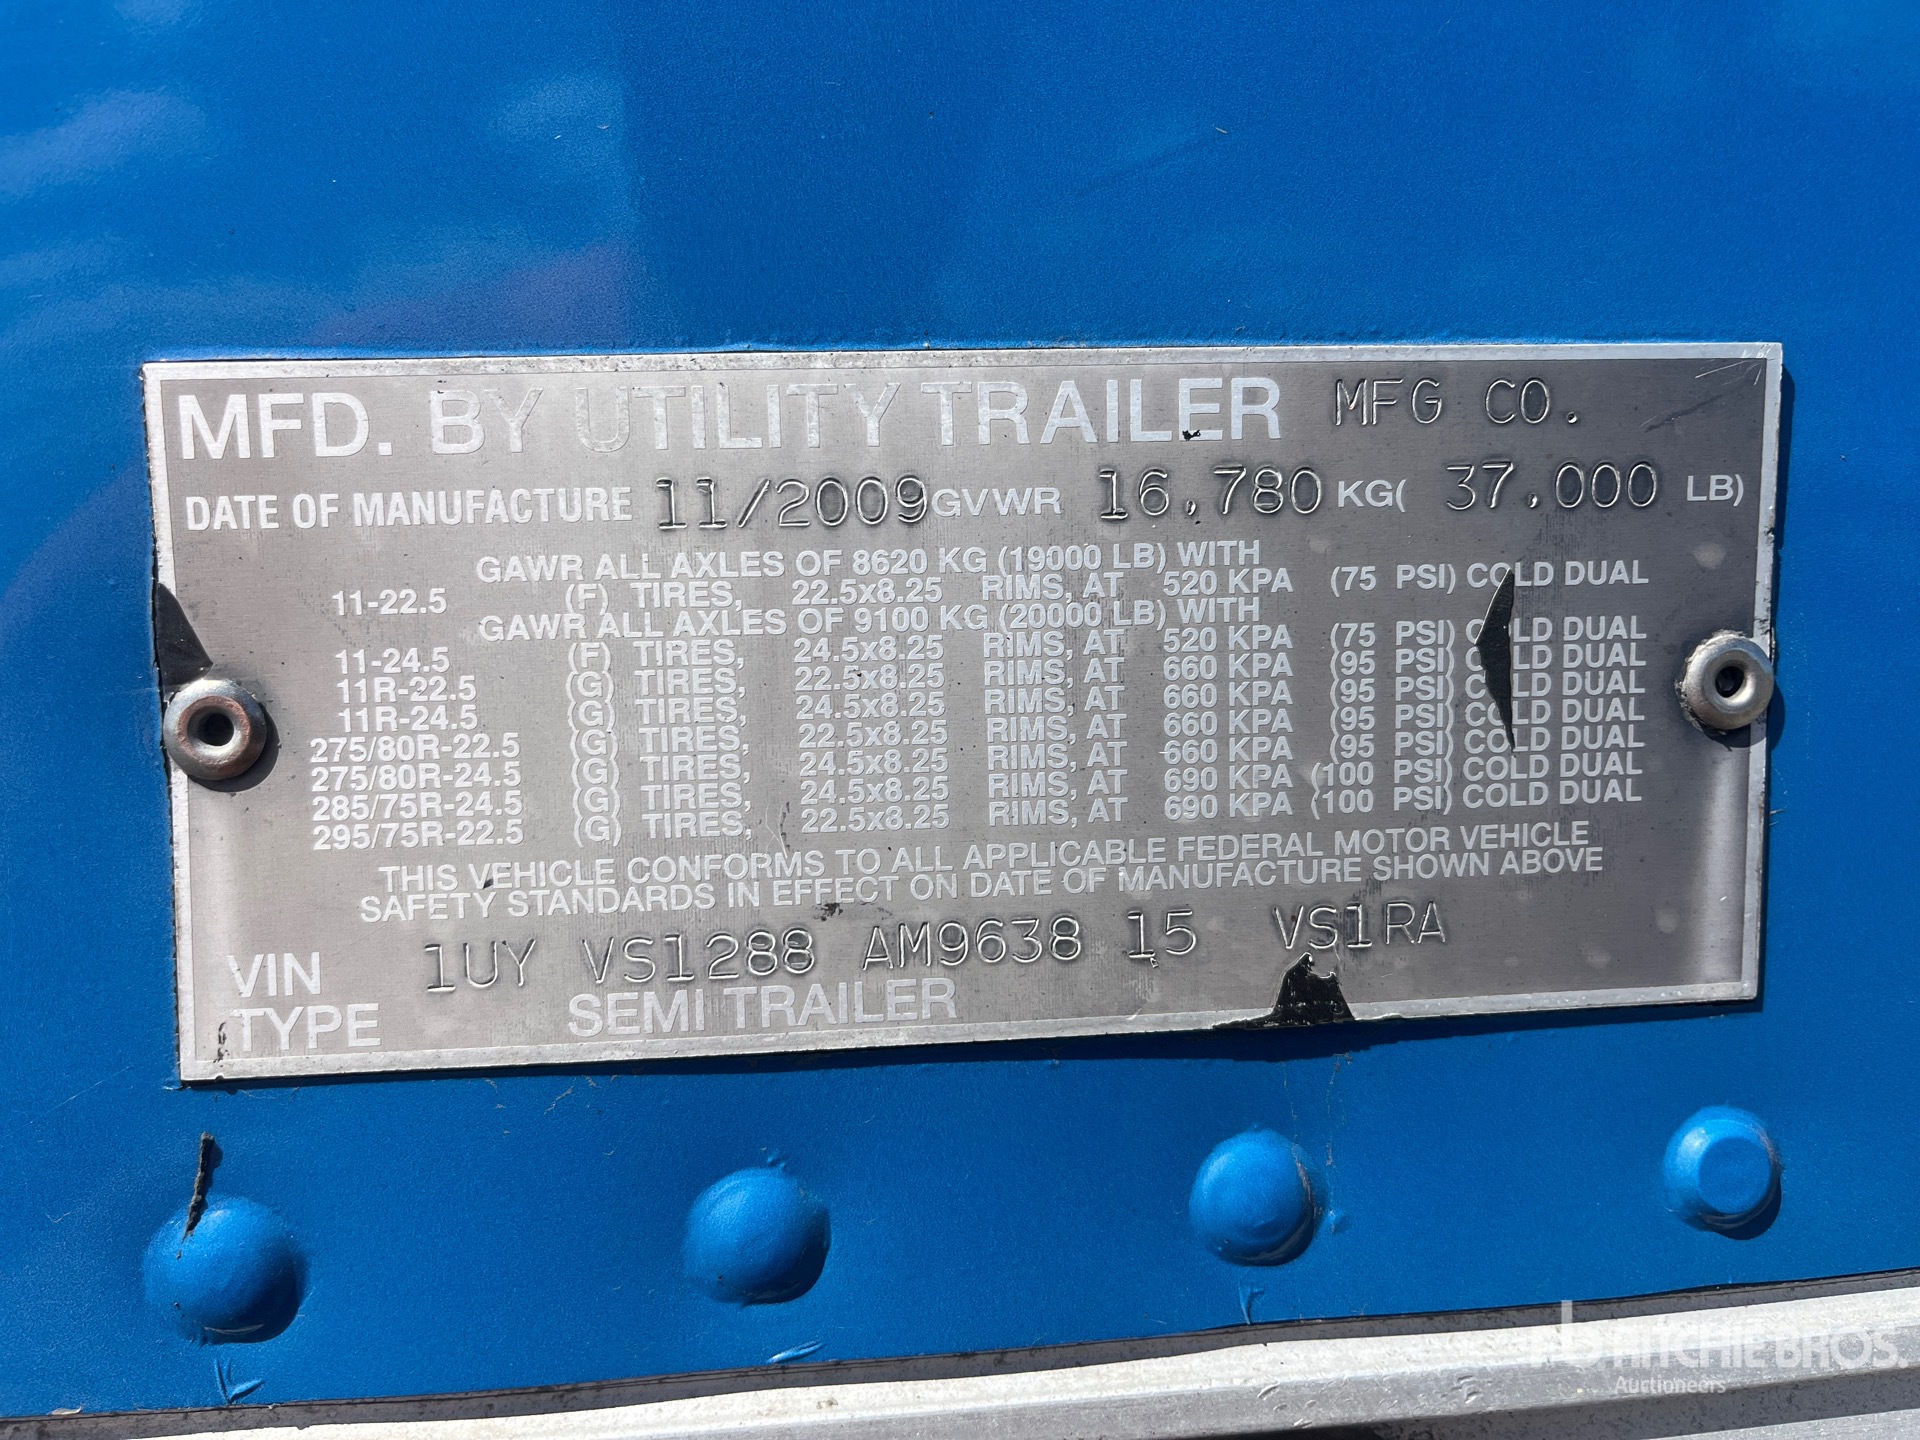 MFD. BY UTILITY TRAILER MFG CO.
DATE OF MANUFACTURE 11/2009 GVWR 16,780 KG( 37,000 LB)
GAWR ALL AXLES OF 8620 KG (19000 LB) WITH
11-22.5 (F) TIRES, 22.5x8.25 RIMS, AT 520 KPA (75 PSI) COLD DUAL
GAWR ALL AXLES OF 9100 KG (20000 LB) WITH
11-24.5 (F) TIRES, 24.5x8.25 RIMS, AT 520 KPA (75 PSI) COLD DUAL
11R-22.5 (G) TIRES, 22.5x8.25 RIMS, AT 660 KPA (95 PSI) COLD DUAL
11R-24.5 (G) TIRES, 24.5x8.25 RIMS, AT 660 KPA (95 PSI) COLD DUAL
275/80R-22.5 (G) TIRES, 22.5x8.25 RIMS, AT 660 KPA (95 PSI) COLD DUAL
275/80R-24.5 (G) TIRES, 24.5x8.25 RIMS, AT 660 KPA (95 PSI) COLD DUAL
285/75R-24.5 (G) TIRES, 24.5x8.25 RIMS, AT 690 KPA (100 PSI) COLD DUAL
295/75R-22.5 (G) TIRES, 22.5x8.25 RIMS, AT 690 KPA (100 PSI) COLD DUAL
THIS VEHICLE CONFORMS TO ALL APPLICABLE FEDERAL MOTOR VEHICLE
SAFETY STANDARDS IN EFFECT ON DATE OF MANUFACTURE SHOWN ABOVE
VIN 1UY VS1288 AM9638 15 VS1RA
TYPE SEMI TRAILER
RITCHIE BROS.
Auctioneers